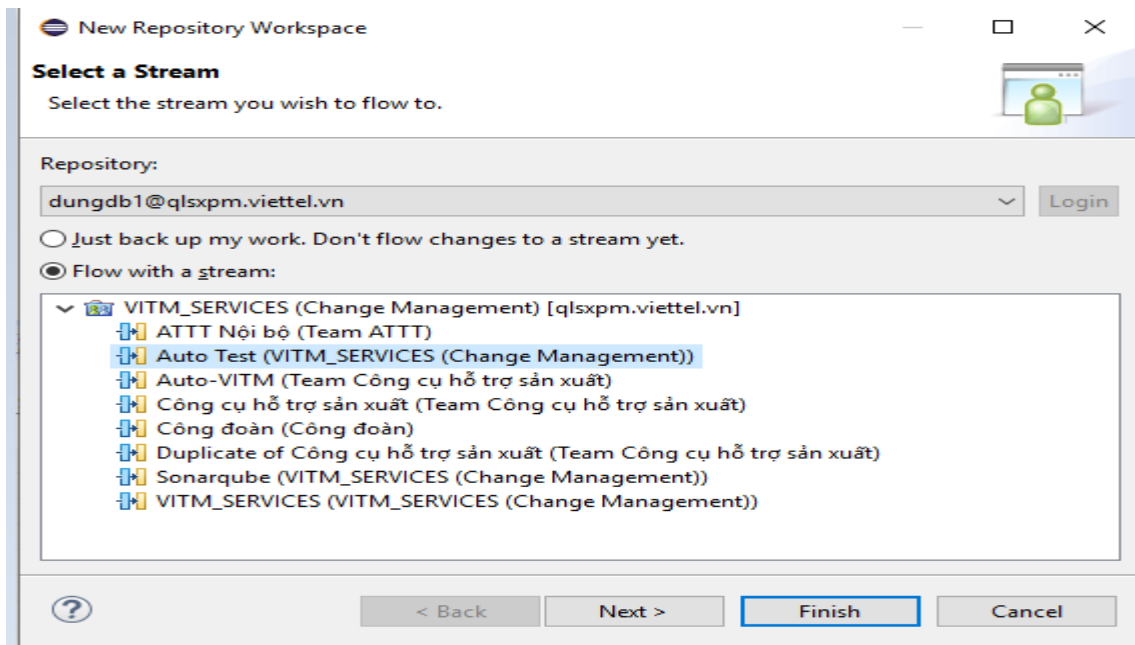 New Repository Workspace
Select a Stream
Select the stream you wish to flow to.
Repository:
dungdb1@qlsxpm.viettel.vn
Login
Just back up my work. Don't flow changes to a stream yet.
Flow with a stream:
VITM_SERVICES (Change Management) [qlsxpm.viettel.vn]
ATTT Nội bộ (Team ATTT)
Auto Test (VITM_SERVICES (Change Management))
Auto-VITM (Team Công cụ hỗ trợ sản xuất)
Công cụ hỗ trợ sản xuất (Team Công cụ hỗ trợ sản xuất)
Công đoàn (Công đoàn)
Duplicate of Công cụ hỗ trợ sản xuất (Team Công cụ hỗ trợ sản xuất)
Sonarqube (VITM_SERVICES (Change Management))
VITM_SERVICES (VITM_SERVICES (Change Management))
? < Back Next > Finish Cancel